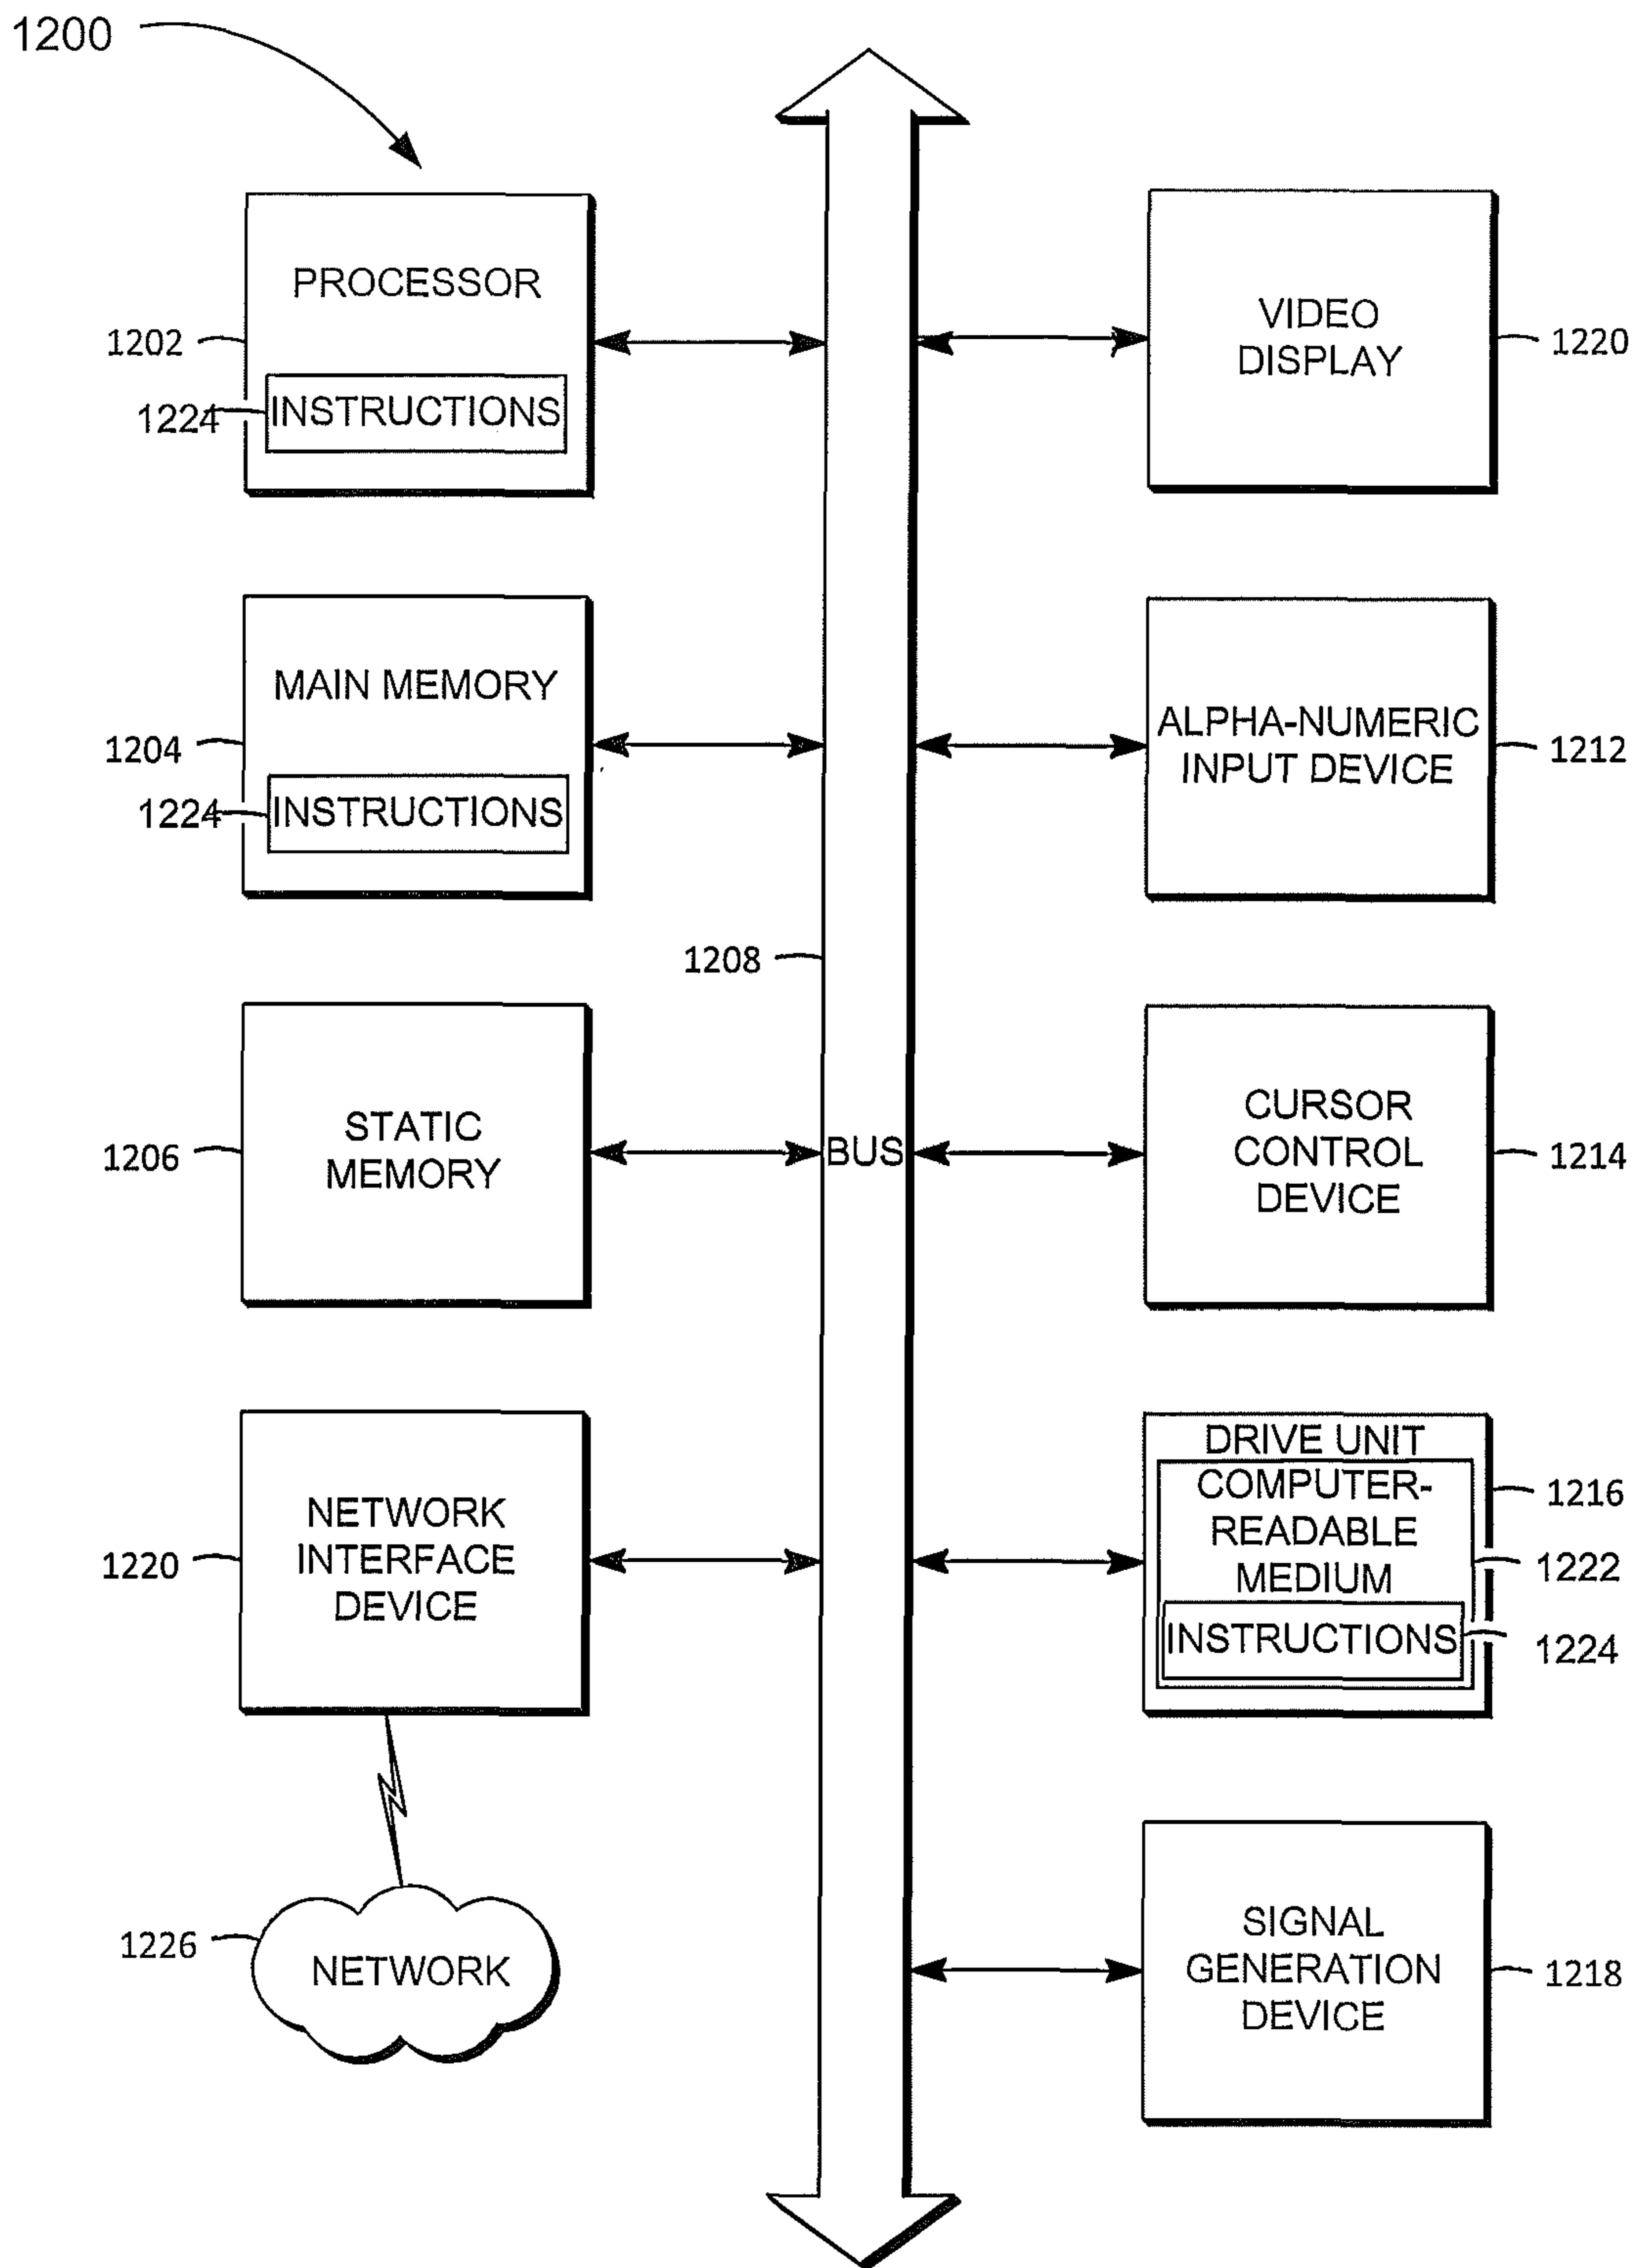 1200
PROCESSOR
1202
1224
INSTRUCTIONS
VIDEO
DISPLAY
1220
MAIN MEMORY
1204
1224
INSTRUCTIONS
ALPHA-NUMERIC
INPUT DEVICE
1212
1208
STATIC
MEMORY
1206
BUS
CURSOR
CONTROL
DEVICE
1214
NETWORK
INTERFACE
DEVICE
1220
DRIVE UNIT
COMPUTER-
READABLE
MEDIUM
INSTRUCTIONS
1216
1222
1224
1226
NETWORK
SIGNAL
GENERATION
DEVICE
1218